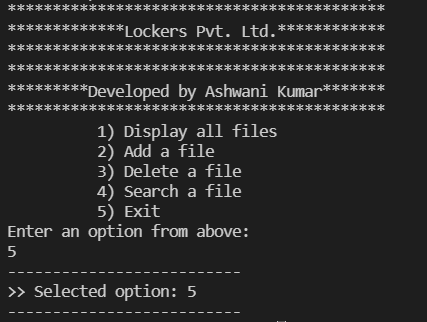 ******************************************
*************Lockers Pvt. Ltd.************
******************************************
******************************************
*********Developed by Ashwani Kumar*******
******************************************
1) Display all files
2) Add a file
3) Delete a file
4) Search a file
5) Exit
Enter an option from above:
5
--------------------------
>> Selected option: 5
--------------------------